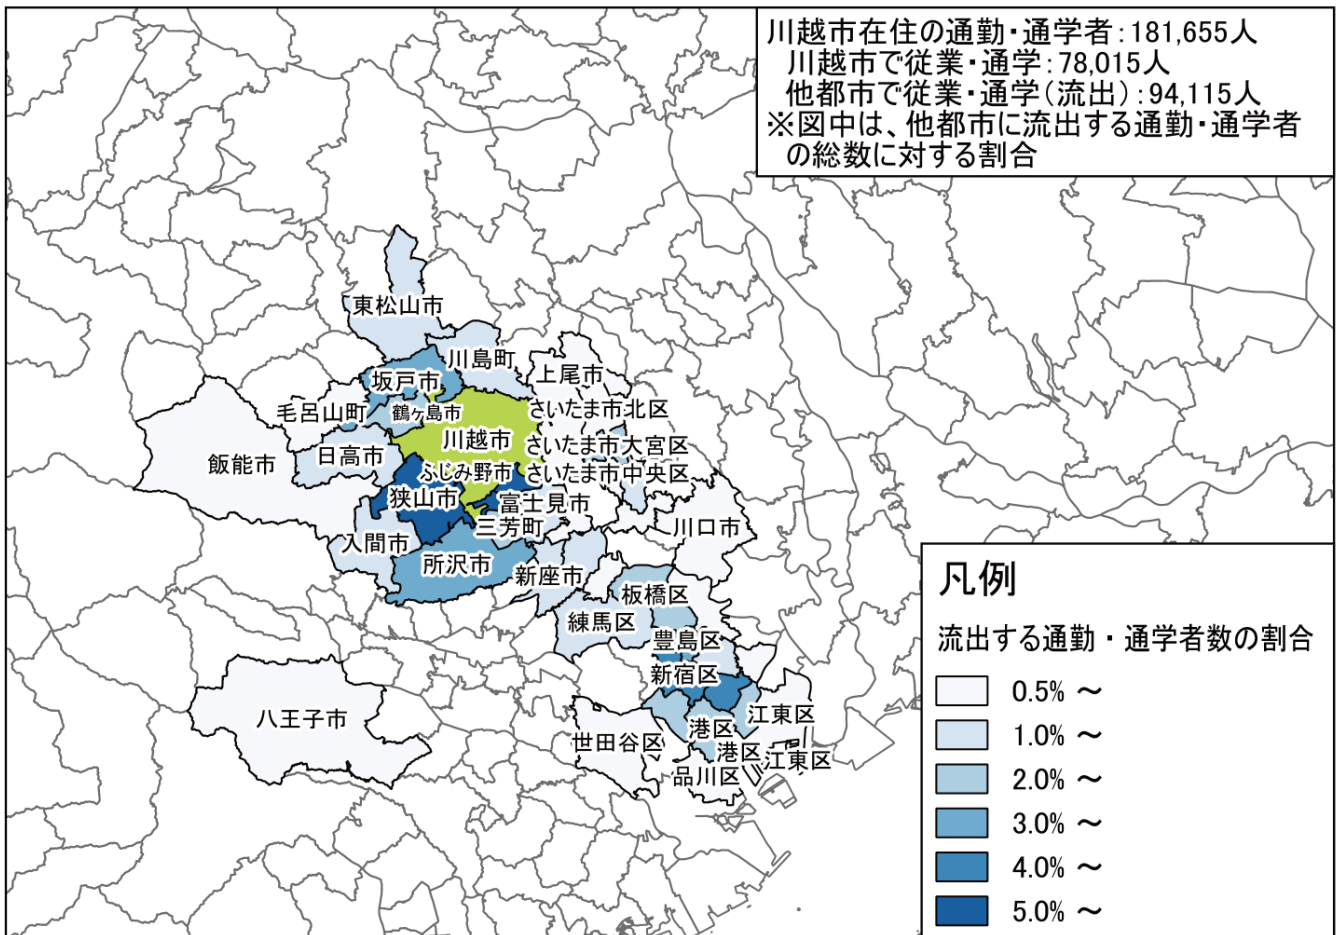 川越市在住の通勤・通学者：181,655人
川越市で従業・通学：78,015人
他都市で従業・通学（流出）：94,115人
※図中は、他都市に流出する通勤・通学者
の総数に対する割合
東松山市
川島町
上尾市
坂戸市
毛呂山町
鶴ヶ島市
さいたま市北区
川越市
さいたま市大宮区
日高市
飯能市
ふじみ野市
さいたま市中央区
狭山市
富士見市
三芳町
川口市
入間市
所沢市
新座市
板橋区
練馬区
豊島区
新宿区
八王子市
江東区
港区
世田谷区
港区
江東区
品川区
凡例
流出する通勤・通学者数の割合
0.5% ～
1.0% ～
2.0% ～
3.0% ～
4.0% ～
5.0% ～